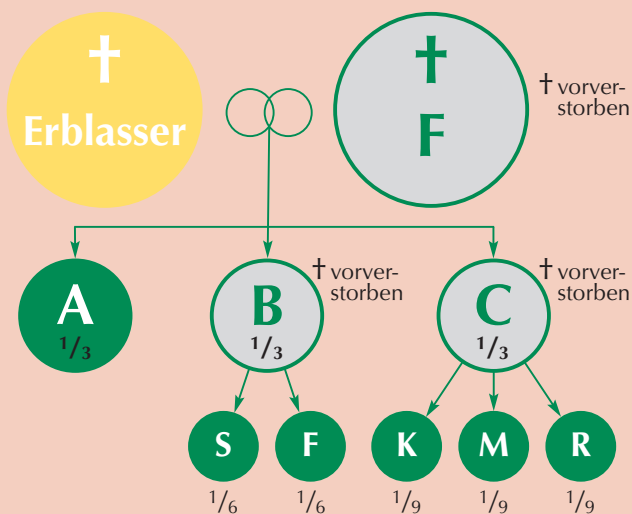 †
Erblasser
†
F
† vorver-
storben
A
1/3
B
1/3
† vorver-
storben
C
1/3
† vorver-
storben
S
F
K
M
R
1/6
1/6
1/9
1/9
1/9